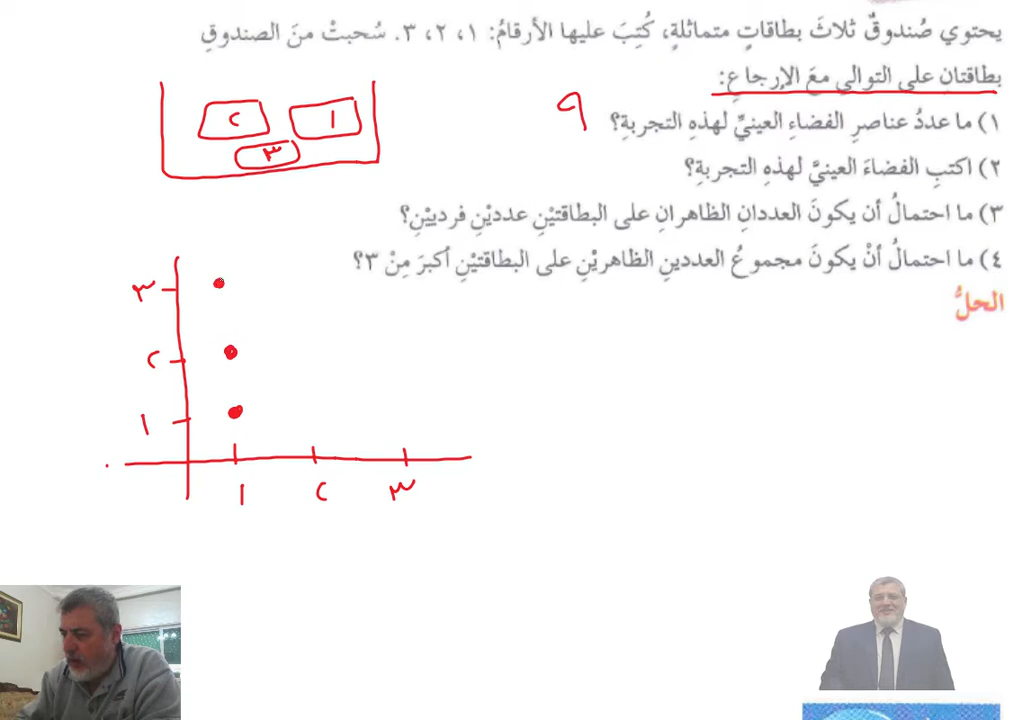 يحتوي صُندوقٌ ثلاثَ بطاقاتٍ متماثلةٍ، كُتِبَ عليها الأرقامُ: ١، ٢، ٣. سُحبتْ منَ الصندوقِ
بطاقتان على التوالي معَ الإرجاعِ:
١) ما عددُ عناصرِ الفضاءِ العينيِّ لهذهِ التجربةِ؟ ٩
٢) اكتبِ الفضاءَ العينيَّ لهذهِ التجربةِ؟
٣) ما احتمالُ أن يكونَ العددانِ الظاهرانِ على البطاقتيْنِ عدديْنِ فردييْنِ؟
٤) ما احتمالُ أنْ يكونَ مجموعُ العددينِ الظاهريْنِ على البطاقتيْنِ أكبرَ مِنْ ٣؟
الحلُّ
١ ٢
٣
٣
٢
١
١ ٢ ٣